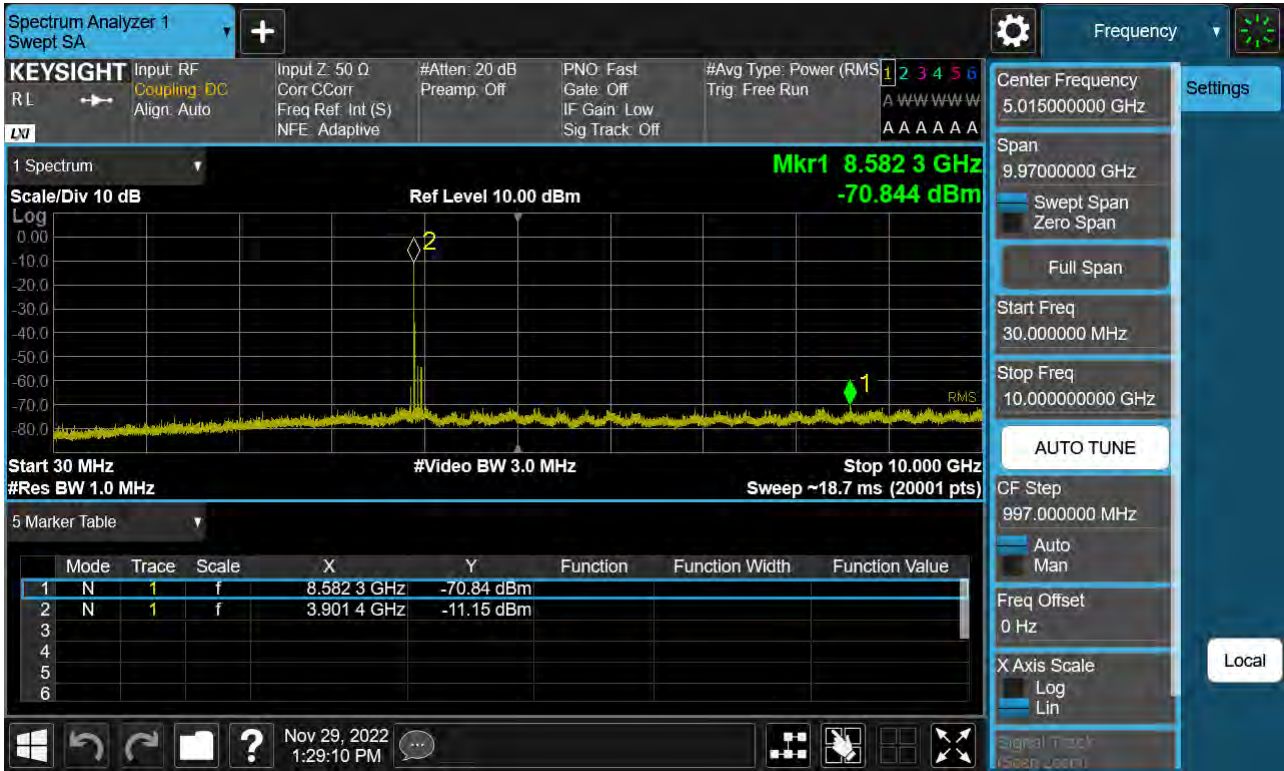 Spectrum Analyzer 1
Swept SA
+
Frequency
KEYSIGHT
RL
LXI
Input: RF
Coupling: DC
Align: Auto
Input Z: 50 Ω
Corr CCorr
Freq Ref: Int (S)
NFE: Adaptive
#Atten: 20 dB
Preamp: Off
PNO: Fast
Gate: Off
IF Gain: Low
Sig Track: Off
#Avg Type: Power (RMS
Trig: Free Run
1 2 3 4 5 6
A W W W W W
A A A A A A
1 Spectrum
Scale/Div 10 dB
Ref Level 10.00 dBm
Mkr1 8.582 3 GHz
-70.844 dBm
Log
0.00
-10.0
-20.0
-30.0
-40.0
-50.0
-60.0
-70.0
-80.0
2
1
RMS
Start 30 MHz
#Video BW 3.0 MHz
Stop 10.000 GHz
#Res BW 1.0 MHz
Sweep ~18.7 ms (20001 pts)
5 Marker Table
Mode Trace Scale X Y Function Function Width Function Value
1 N 1 f 8.582 3 GHz -70.84 dBm
2 N 1 f 3.901 4 GHz -11.15 dBm
3
4
5
6
Nov 29, 2022
1:29:10 PM
?
Center Frequency
5.015000000 GHz
Settings
Span
9.97000000 GHz
Swept Span
Zero Span
Full Span
Start Freq
30.000000 MHz
Stop Freq
10.000000000 GHz
AUTO TUNE
CF Step
997.000000 MHz
Auto
Man
Freq Offset
0 Hz
X Axis Scale
Log
Lin
Local
Signal Track
(Span Zoom)